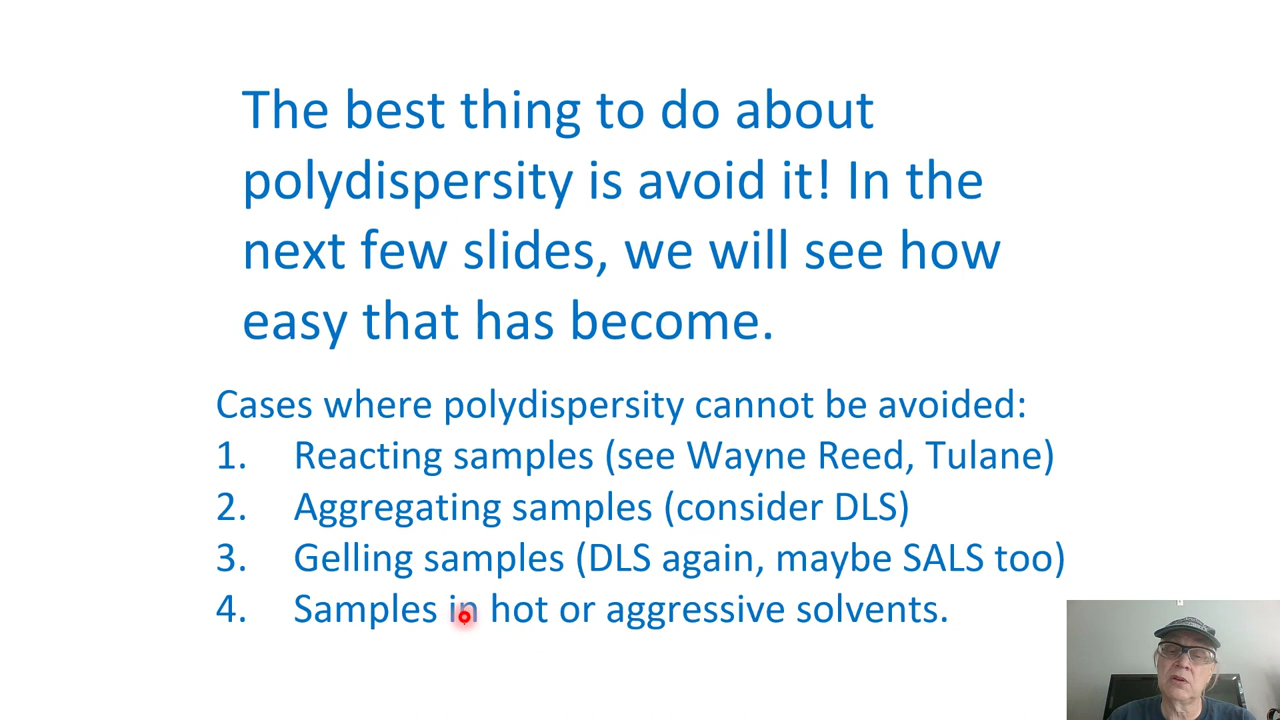 The best thing to do about
polydispersity is avoid it! In the
next few slides, we will see how
easy that has become.
Cases where polydispersity cannot be avoided:
1. Reacting samples (see Wayne Reed, Tulane)
2. Aggregating samples (consider DLS)
3. Gelling samples (DLS again, maybe SALS too)
4. Samples in hot or aggressive solvents.